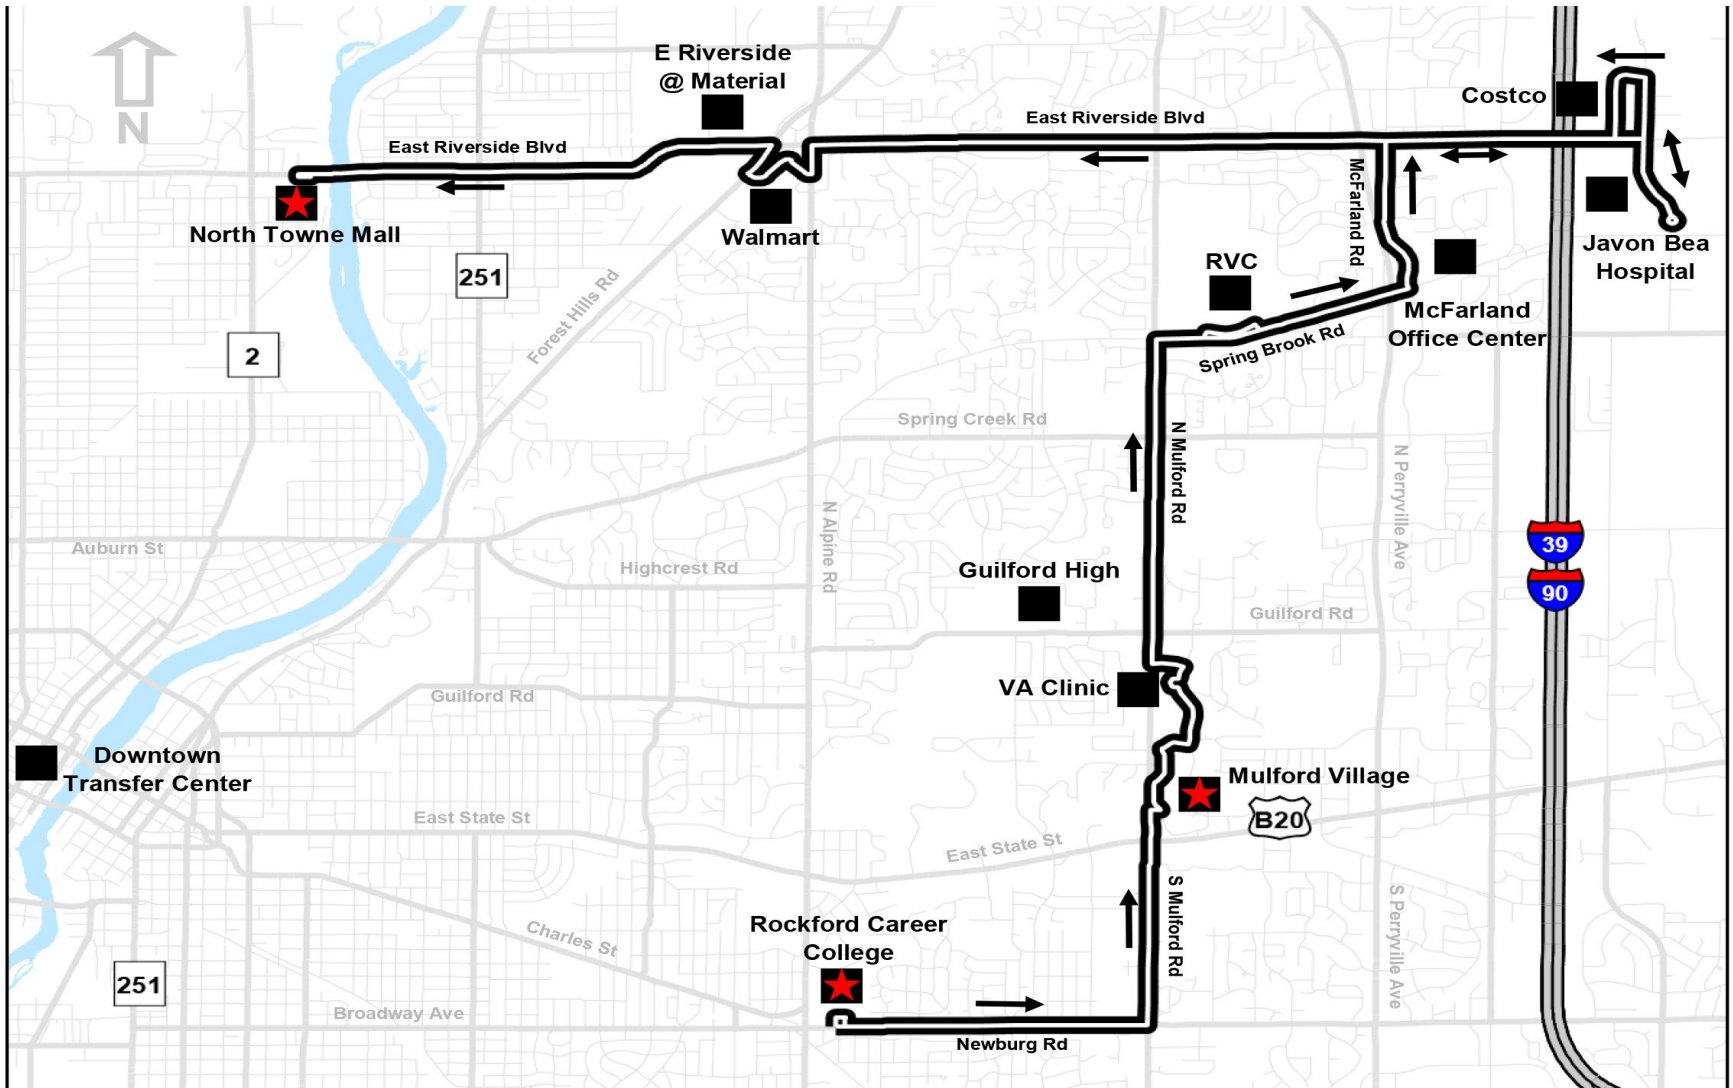 E Riverside
@ Material
Costco
East Riverside Blvd
East Riverside Blvd
N
North Towne Mall
Walmart
McFarland Rd
Javon Bea
Hospital
RVC
251
Forest Hills Rd
McFarland
Office Center
Spring Brook Rd
2
Spring Creek Rd
N Mulford Rd
N Perryville Ave
N Alpine Rd
Auburn St
Highcrest Rd
39
Guilford High
90
Guilford Rd
VA Clinic
Guilford Rd
Downtown
Transfer Center
Mulford Village
B20
East State St
East State St
S Mulford Rd
S Perryville Ave
Rockford Career
College
Charles St
251
Broadway Ave
Newburg Rd